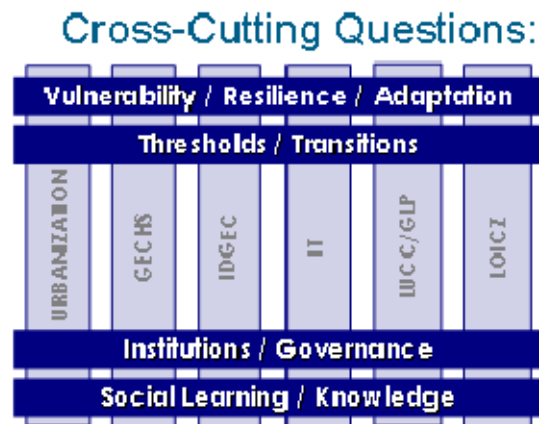 Cross-Cutting Questions:
Vulnerability / Resilience / Adaptation
Thresholds / Transitions
URBANIZATION
GECHS
IDGEC
IT
LUCC/GLP
LOICZ
Institutions / Governance
Social Learning / Knowledge